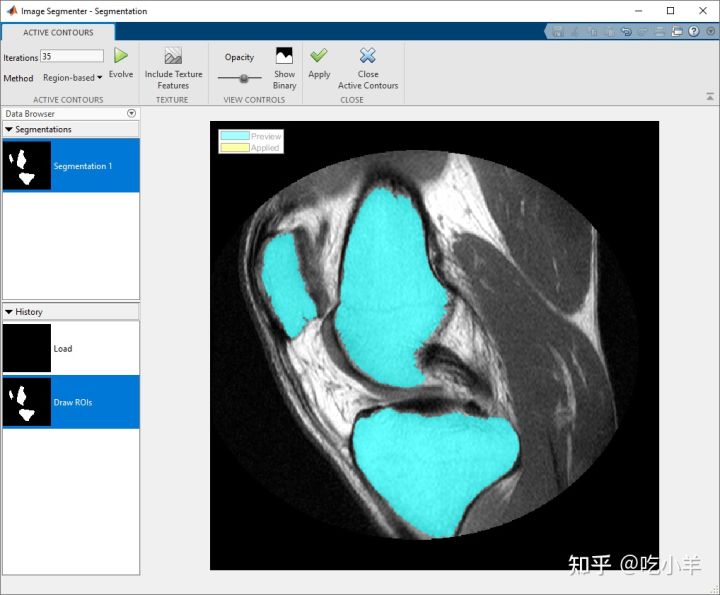 Image Segmenter - Segmentation
ACTIVE CONTOURS
Iterations 35
Method Region-based
Evolve
ACTIVE CONTOURS
Include Texture
Features
TEXTURE
Opacity
Show
Binary
VIEW CONTROLS
Apply
Close
Active Contours
CLOSE
Data Browser
Segmentations
Segmentation 1
History
Load
Draw ROIs
Preview
Applied
知乎 @吃小羊